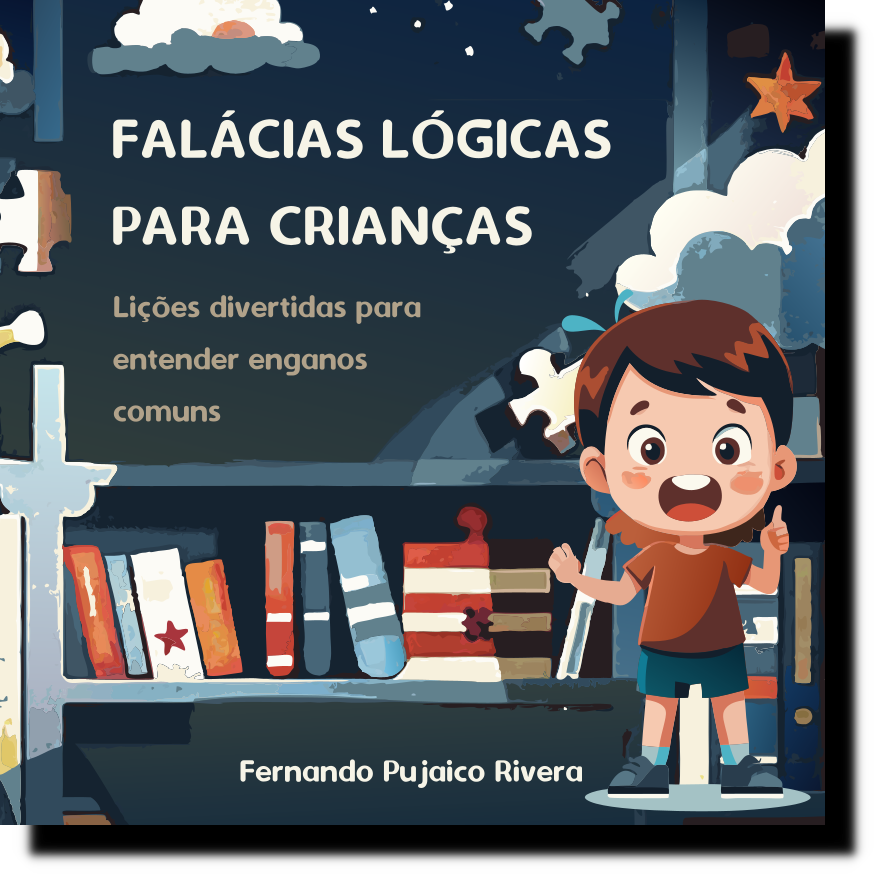 FALÁCIAS LÓGICAS
PARA CRIANÇAS
Lições divertidas para
entender enganos
comuns
Fernando Pujaico Rivera